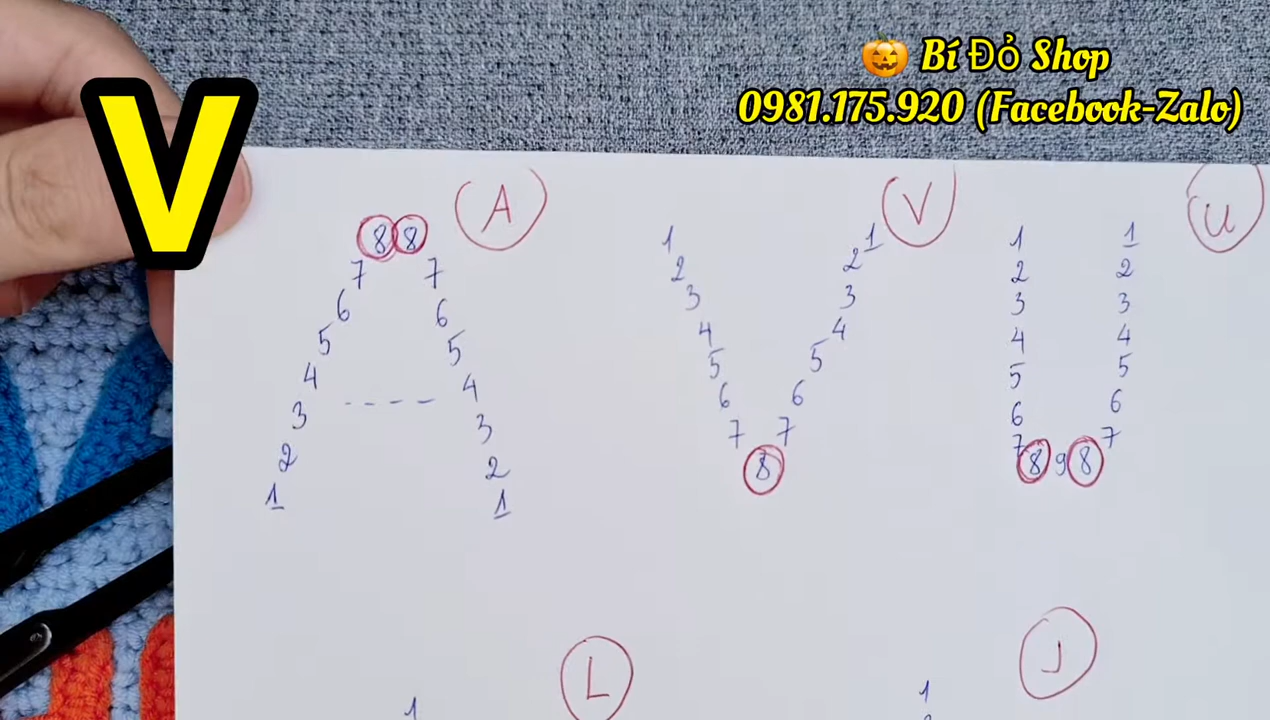 🎃 Bí Đỏ Shop
0981.175.920 (Facebook-Zalo)
V
A
8 8
7 7
6 6
5 5
4 4
3 - - - - 3
2 2
1 1
V
1 1
2 2
3 3
4 4
5 5
6 6
7 7
8
U
1 1
2 2
3 3
4 4
5 5
6 6
7 7
8 9 8
L
1
J
1